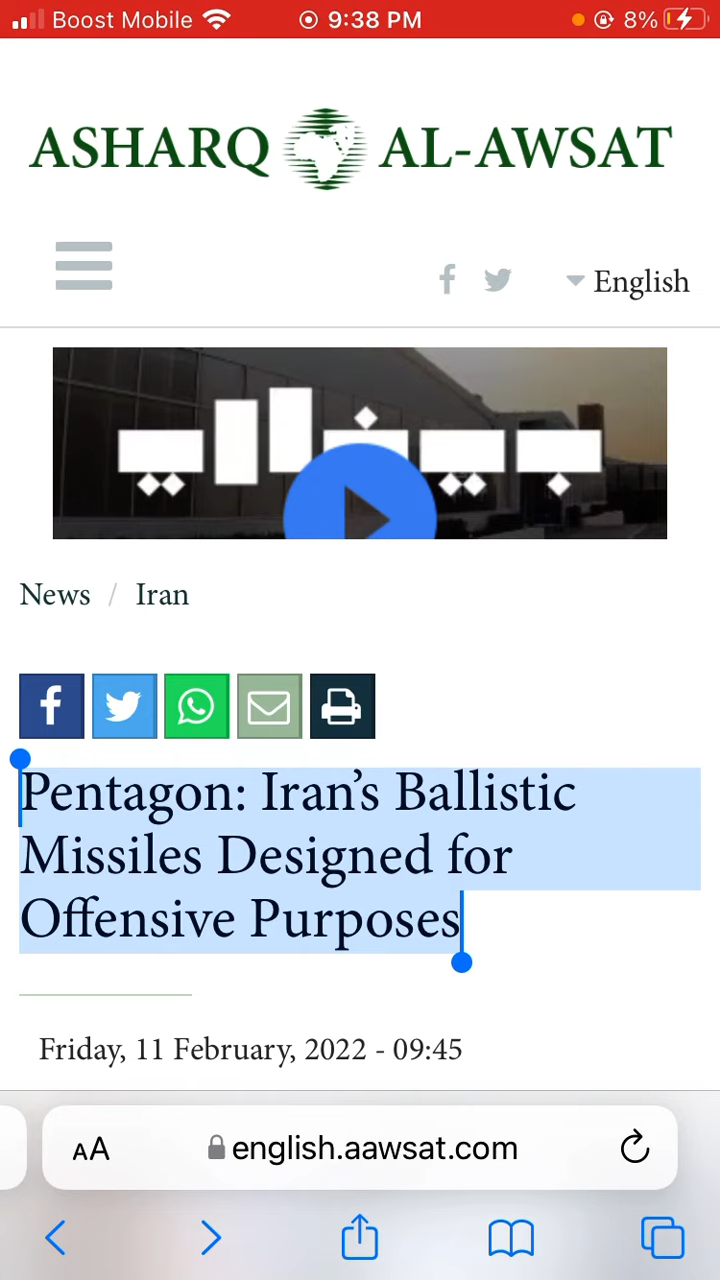 Boost Mobile 9:38 PM 8%
ASHARQ AL-AWSAT
English
News / Iran
Pentagon: Iran’s Ballistic
Missiles Designed for
Offensive Purposes
Friday, 11 February, 2022 - 09:45
AA english.aawsat.com